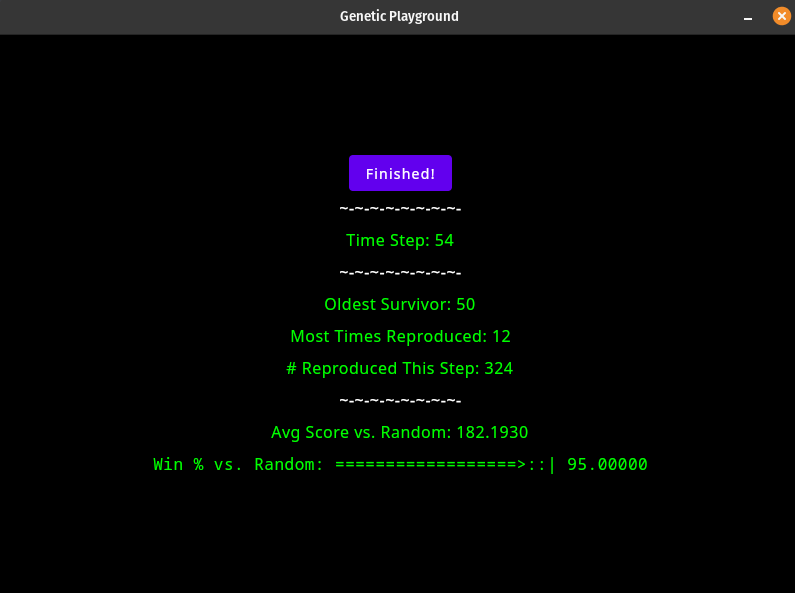 Genetic Playground
Finished!
~-~-~-~-~-~-~-~-
Time Step: 54
~-~-~-~-~-~-~-~-
Oldest Survivor: 50
Most Times Reproduced: 12
# Reproduced This Step: 324
~-~-~-~-~-~-~-~-
Avg Score vs. Random: 182.1930
Win % vs. Random: ==================>::| 95.00000